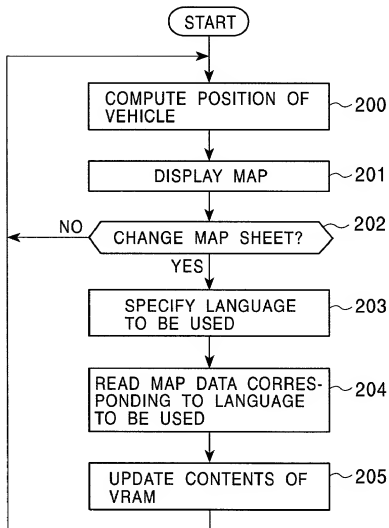 START
COMPUTE POSITION OF
VEHICLE
200
DISPLAY MAP
201
202
CHANGE MAP SHEET?
NO
YES
SPECIFY LANGUAGE
TO BE USED
203
READ MAP DATA CORRES-
PONDING TO LANGUAGE
TO BE USED
204
UPDATE CONTENTS OF
VRAM
205